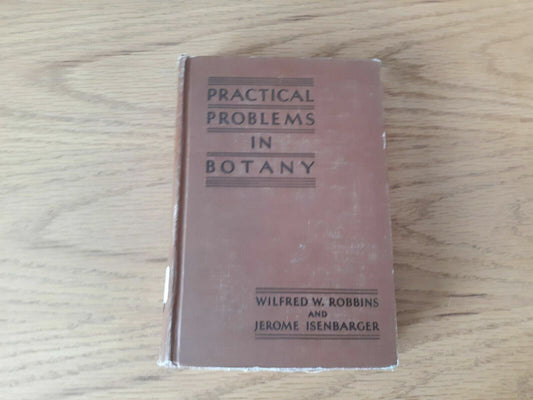 PRACTICAL
PROBLEMS
IN
BOTANY
WILFRED W. ROBBINS
AND
JEROME ISENBARGER